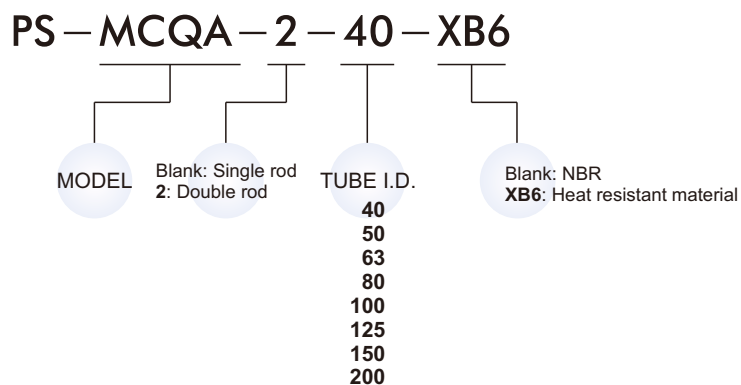 PS – MCQA – 2 – 40 – XB6
MODEL
Blank: Single rod
2: Double rod
TUBE I.D.
40
50
63
80
100
125
150
200
Blank: NBR
XB6: Heat resistant material